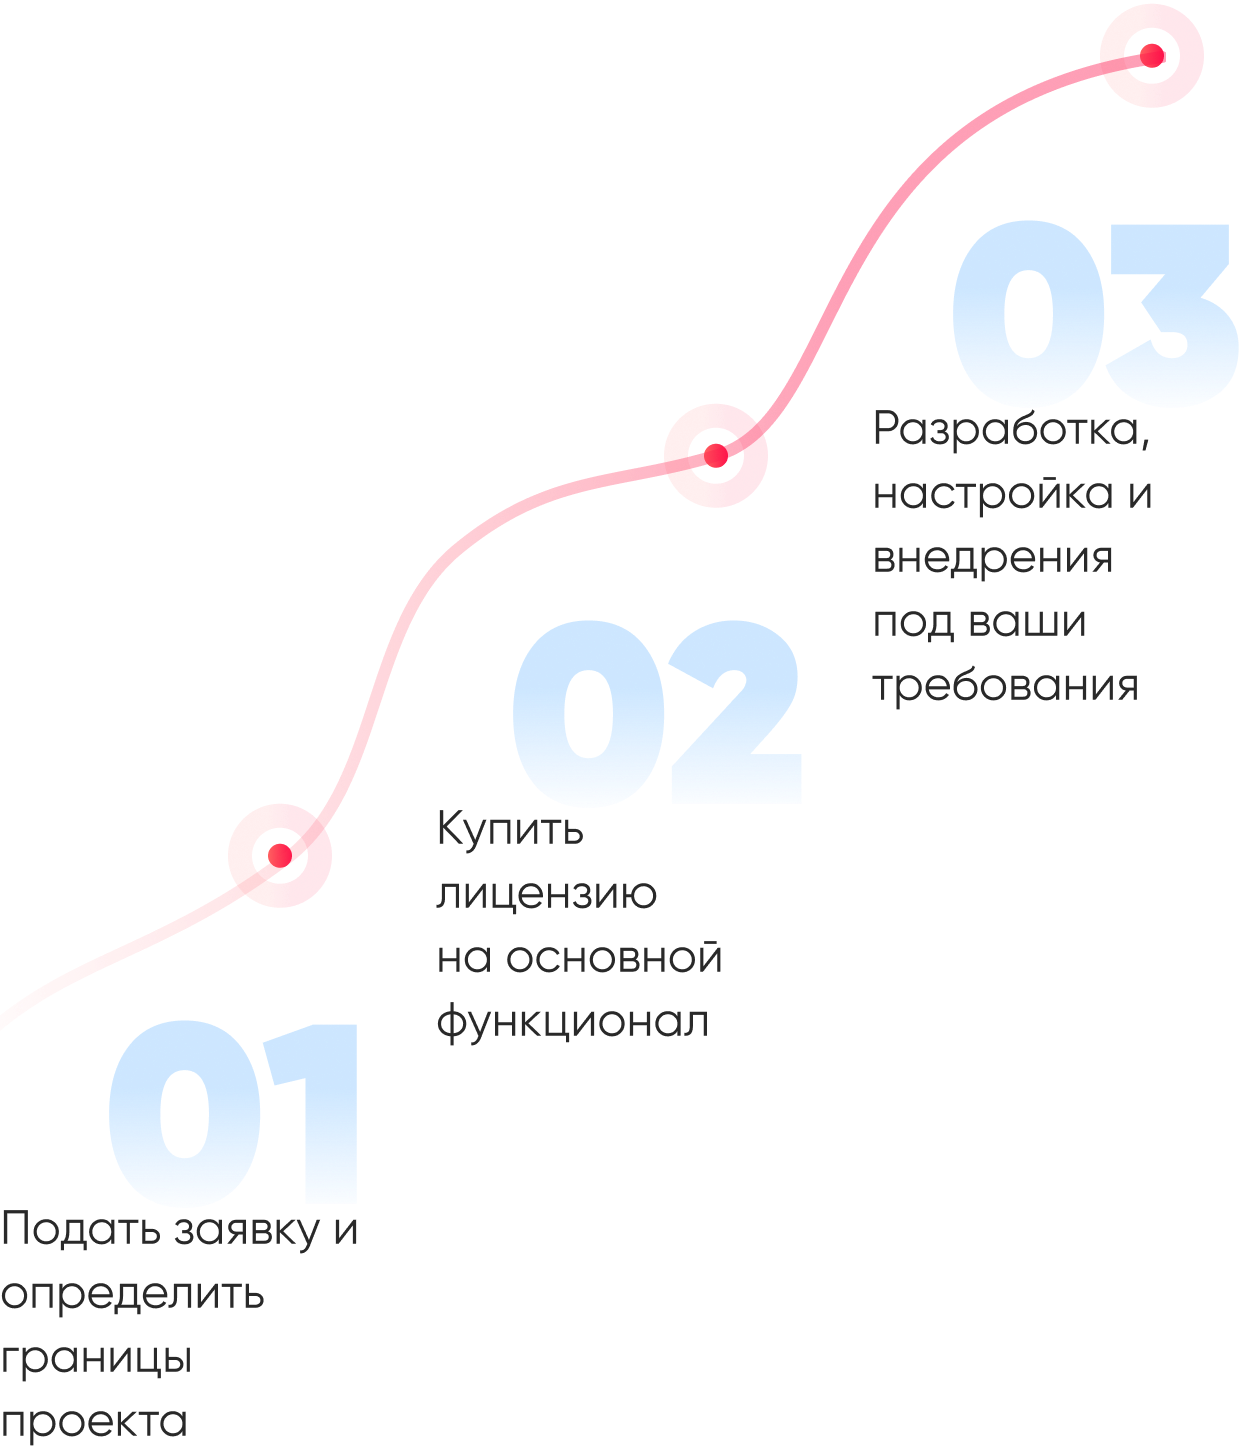 03
Разработка,
настройка и
внедрения
под ваши
требования
02
Купить
лицензию
на основной
функционал
01
Подать заявку и
определить
границы
проекта